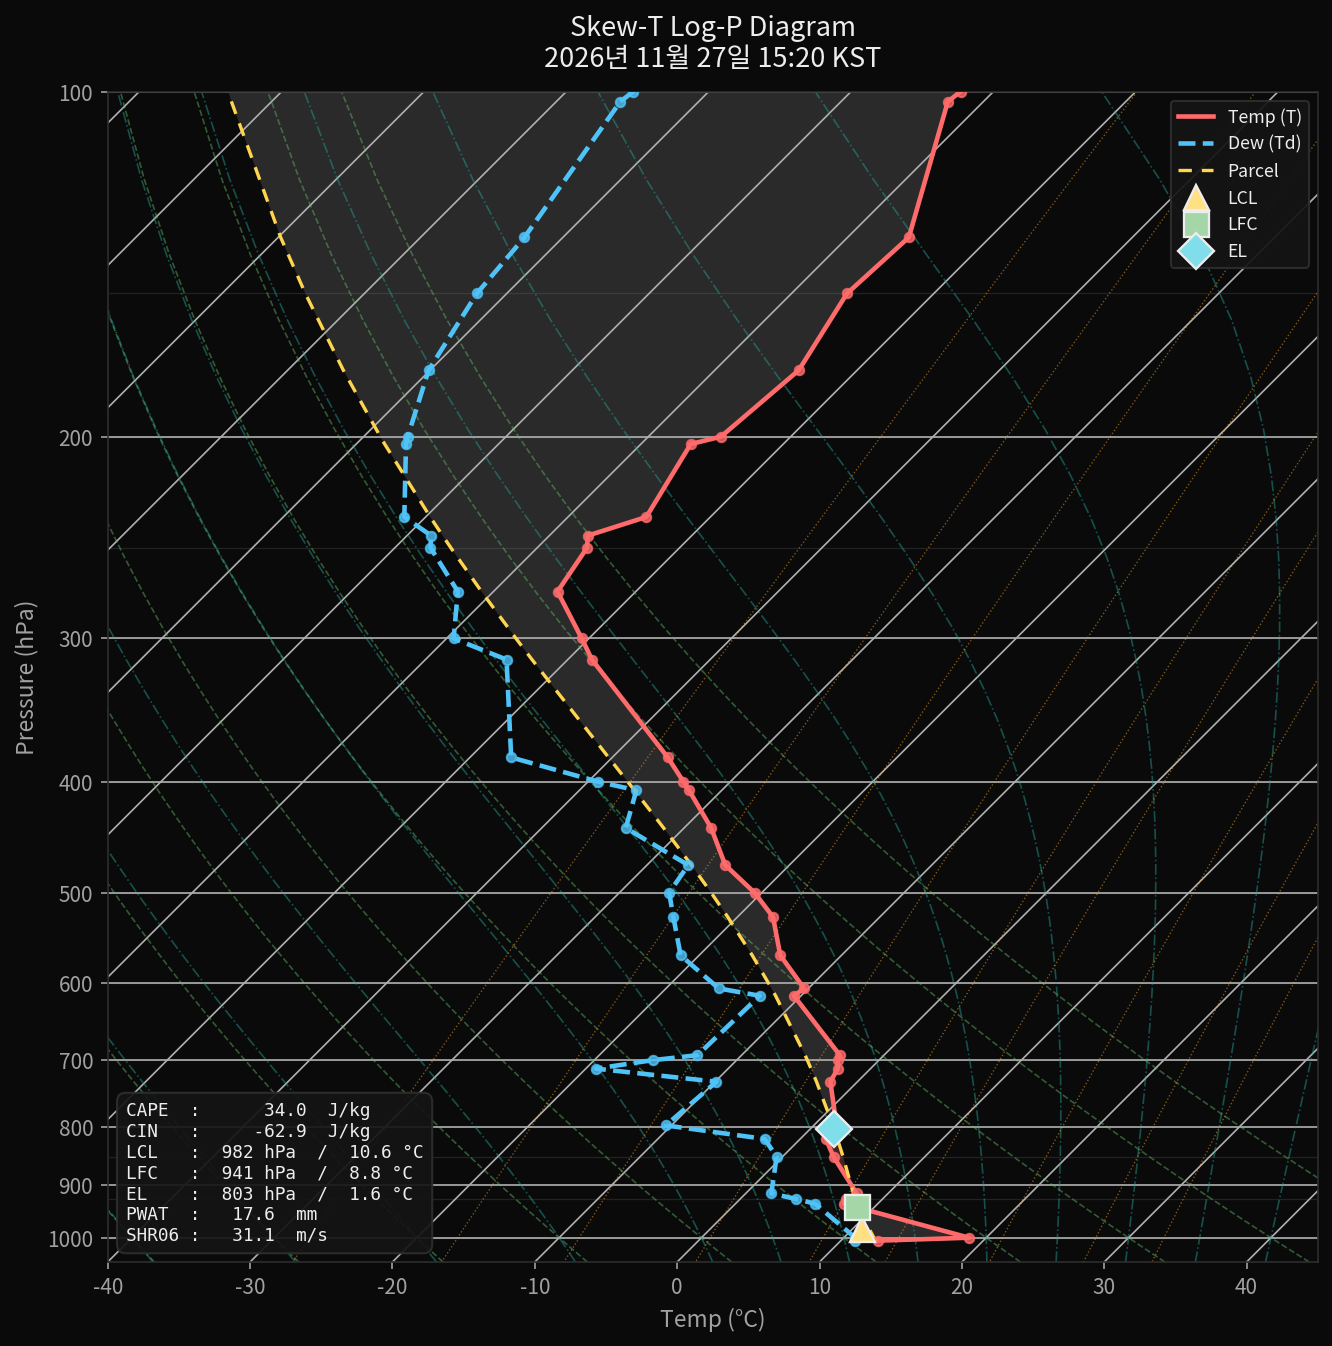 Skew-T Log-P Diagram
2026년 11월 27일 15:20 KST
Temp (T)
Dew (Td)
Parcel
LCL
LFC
EL
Pressure (hPa)
100
200
300
400
500
600
700
800
900
1000
CAPE : 34.0 J/kg
CIN : -62.9 J/kg
LCL : 982 hPa / 10.6 °C
LFC : 941 hPa / 8.8 °C
EL : 803 hPa / 1.6 °C
PWAT : 17.6 mm
SHR06 : 31.1 m/s
-40 -30 -20 -10 0 10 20 30 40
Temp (°C)